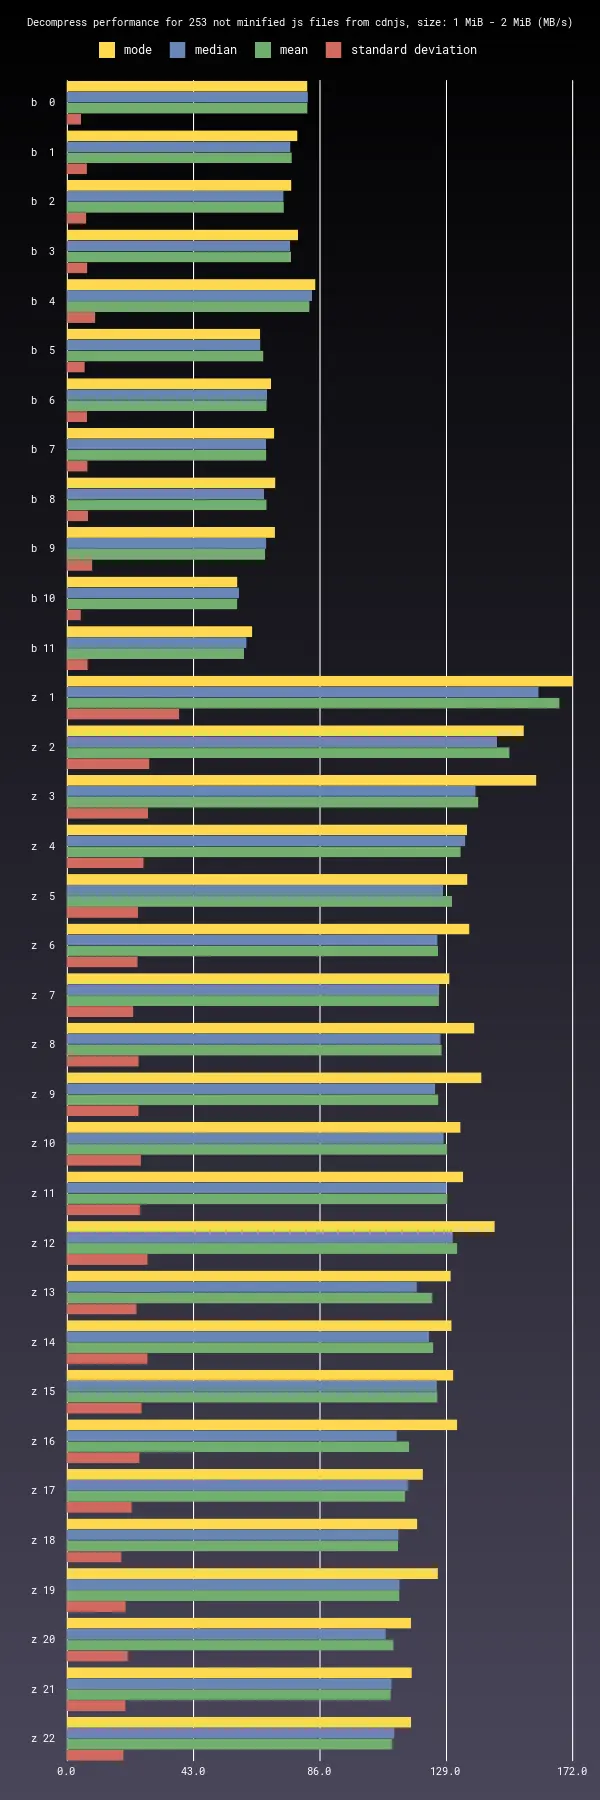 Decompress performance for 253 not minified js files from cdnjs, size: 1 MiB - 2 MiB (MB/s)
mode median mean standard deviation
b 0
b 1
b 2
b 3
b 4
b 5
b 6
b 7
b 8
b 9
b 10
b 11
z 1
z 2
z 3
z 4
z 5
z 6
z 7
z 8
z 9
z 10
z 11
z 12
z 13
z 14
z 15
z 16
z 17
z 18
z 19
z 20
z 21
z 22
0.0 43.0 86.0 129.0 172.0